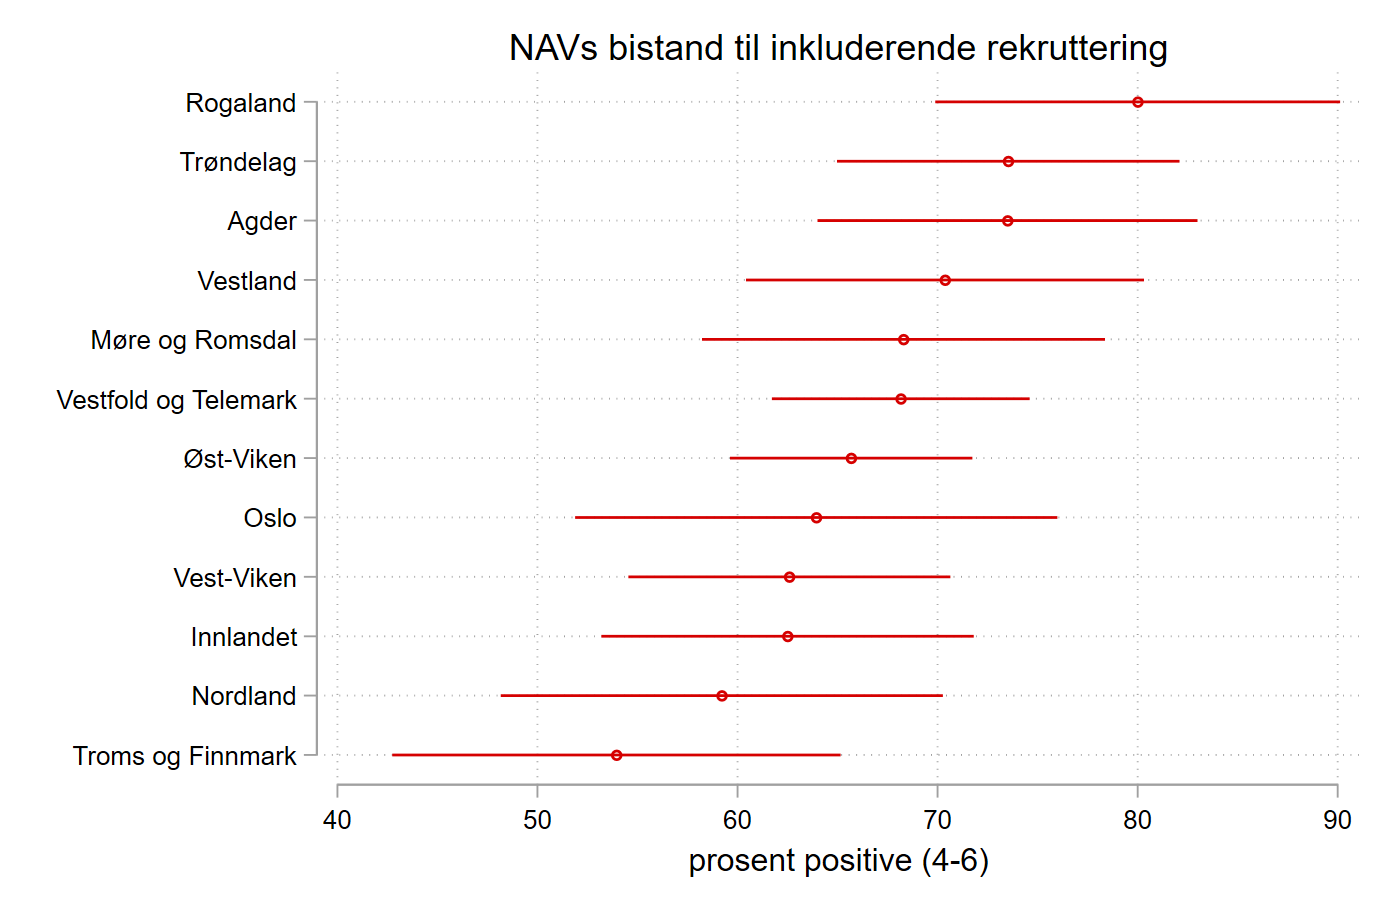 NAVs bistand til inkluderende rekruttering
Rogaland
Trøndelag
Agder
Vestland
Møre og Romsdal
Vestfold og Telemark
Øst-Viken
Oslo
Vest-Viken
Innlandet
Nordland
Troms og Finnmark
40 50 60 70 80 90
prosent positive (4-6)